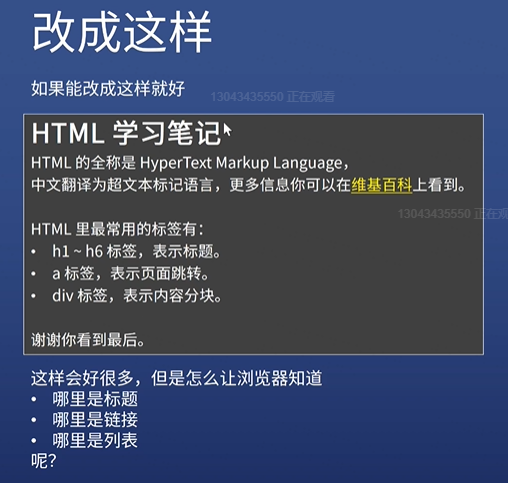 改成这样
如果能改成这样就好
13043435550 正在观看
HTML 学习笔记
HTML 的全称是 HyperText Markup Language，
中文翻译为超文本标记语言，更多信息你可以在维基百科上看到。
13043435550 正在观
HTML 里最常用的标签有：
• h1 ~ h6 标签，表示标题。
• a 标签，表示页面跳转。
• div 标签，表示内容分块。
谢谢你看到最后。
这样会好很多，但是怎么让浏览器知道
• 哪里是标题
• 哪里是链接
• 哪里是列表
呢？